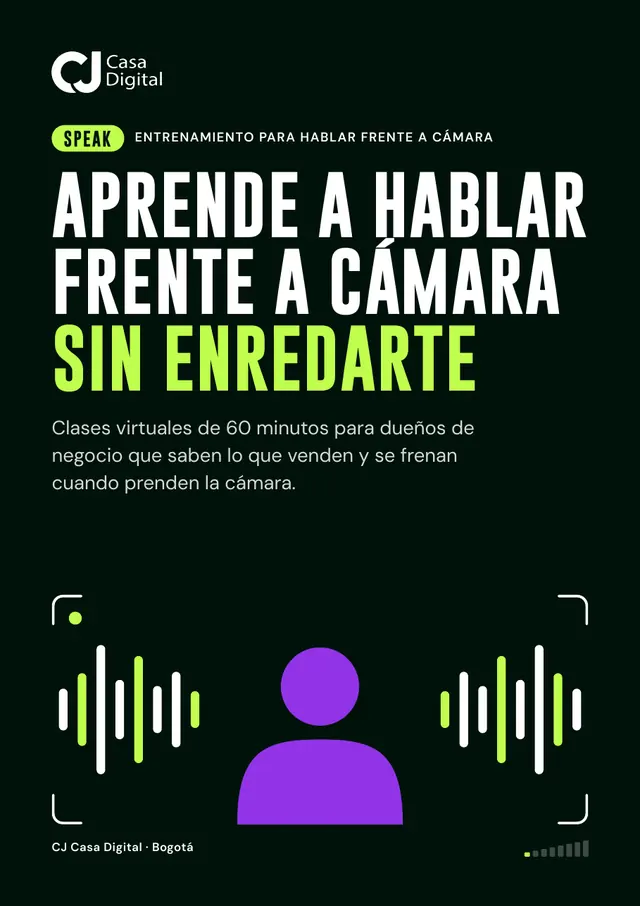 CJ Casa
Digital
SPEAK ENTRENAMIENTO PARA HABLAR FRENTE A CÁMARA
APRENDE A HABLAR
FRENTE A CÁMARA
SIN ENREDARTE
Clases virtuales de 60 minutos para dueños de
negocio que saben lo que venden y se frenan
cuando prenden la cámara.
CJ Casa Digital · Bogotá